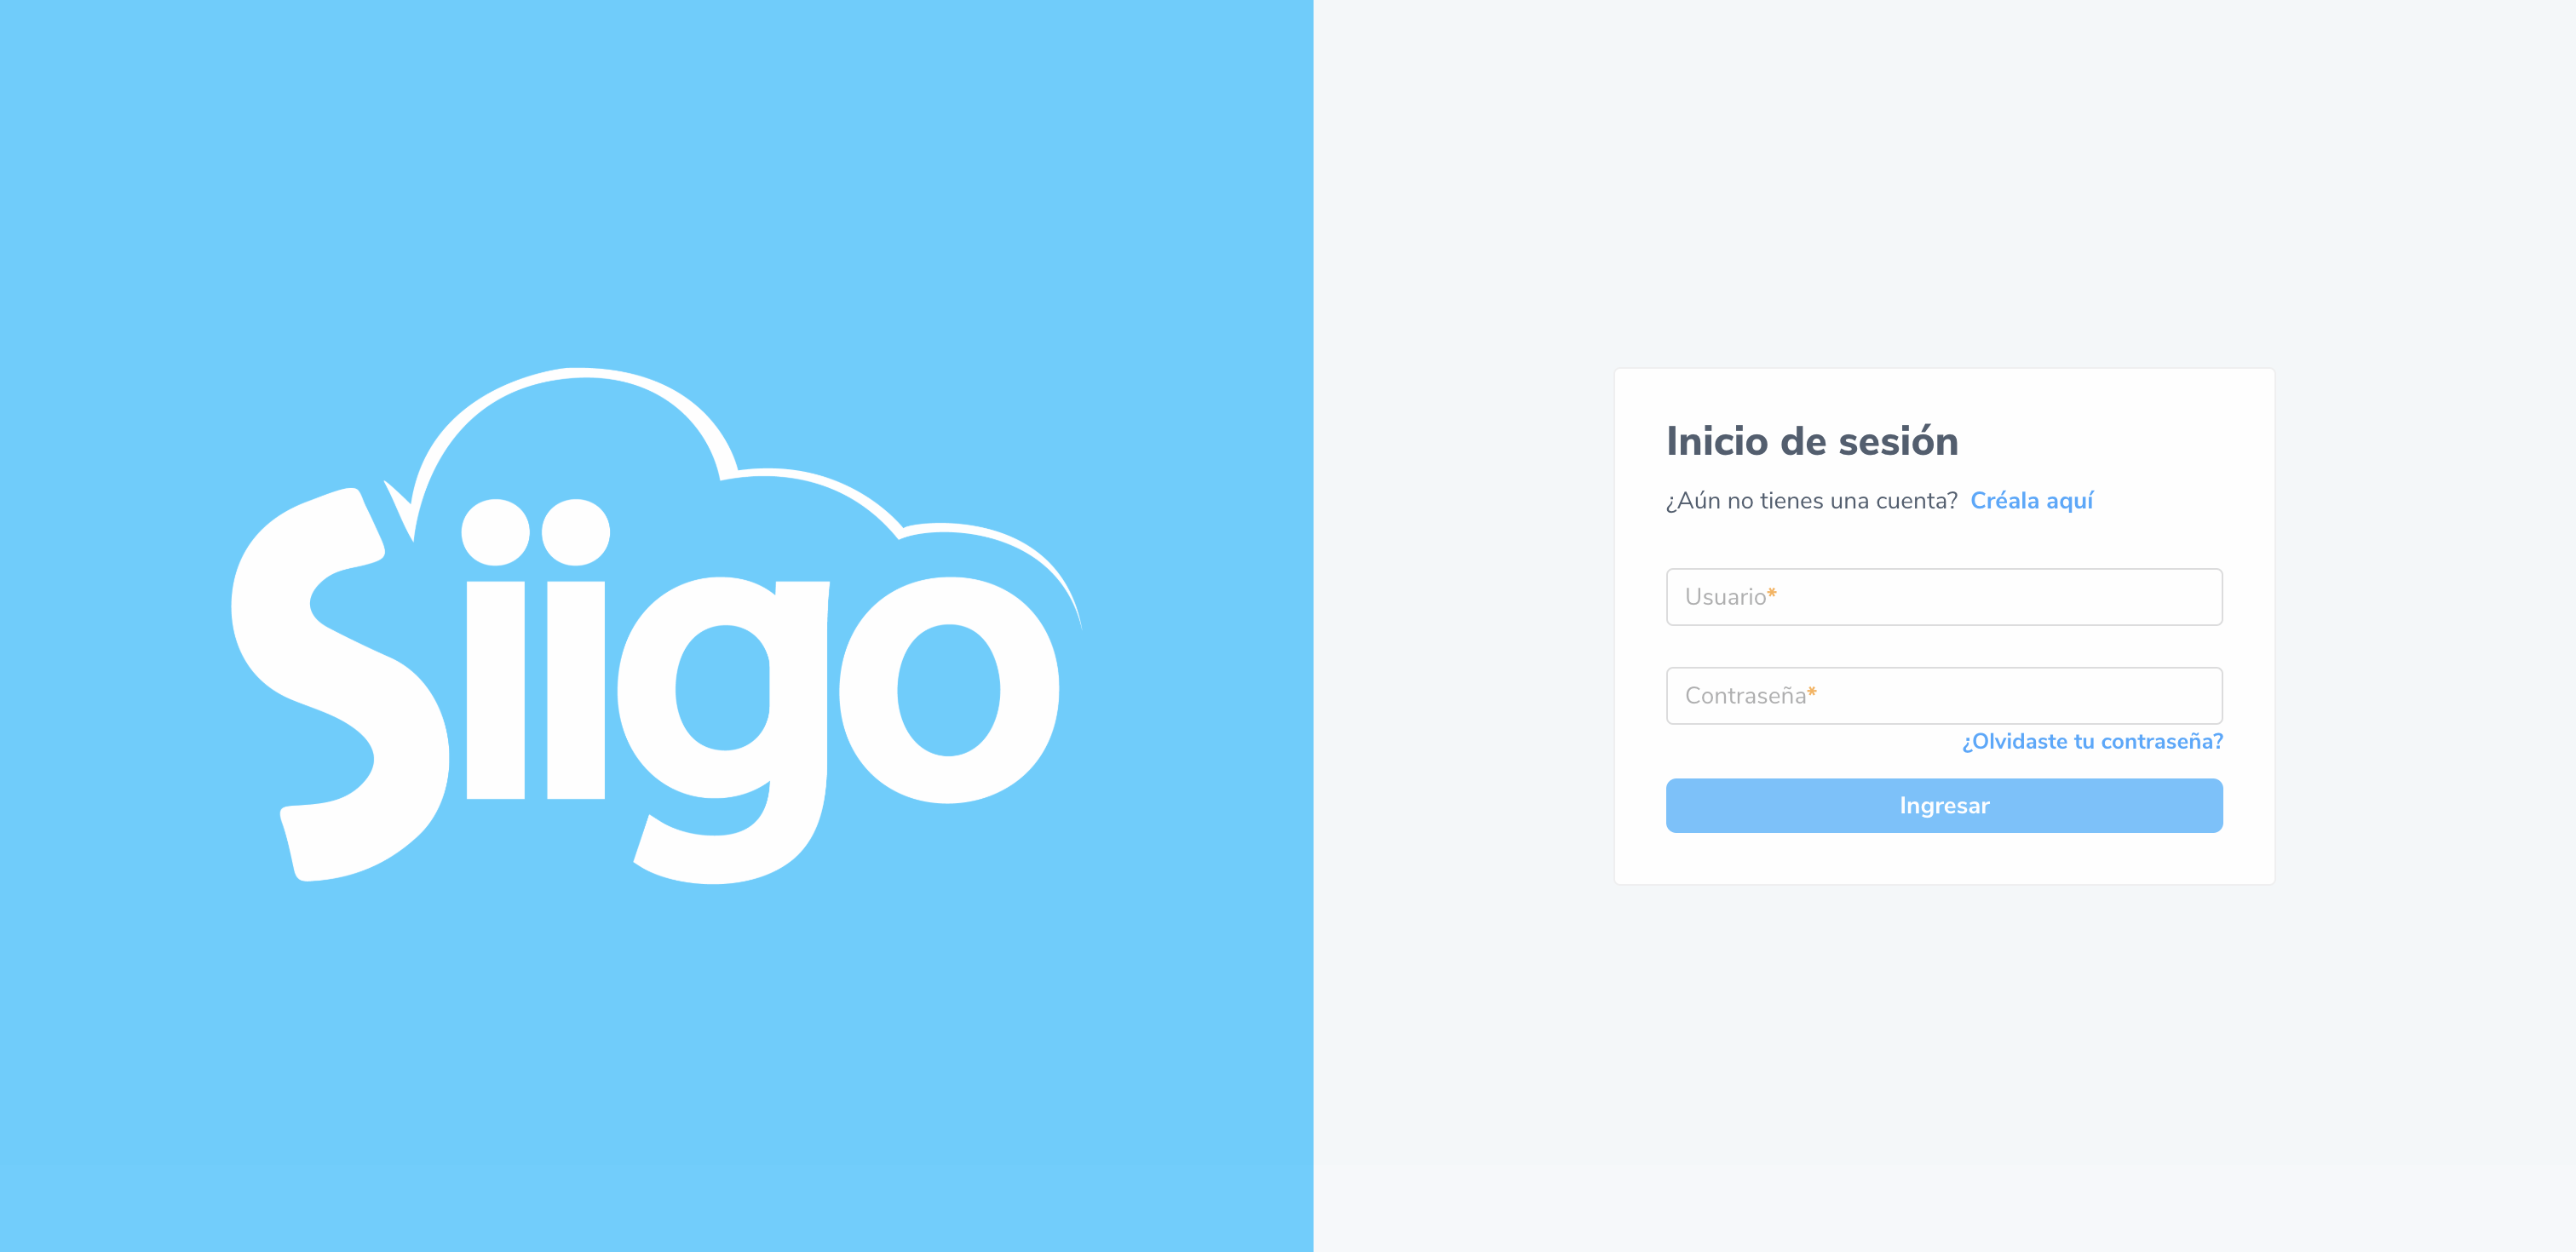 Siigo
Inicio de sesión
¿Aún no tienes una cuenta? Créala aquí
Usuario*
Contraseña*
¿Olvidaste tu contraseña?
Ingresar